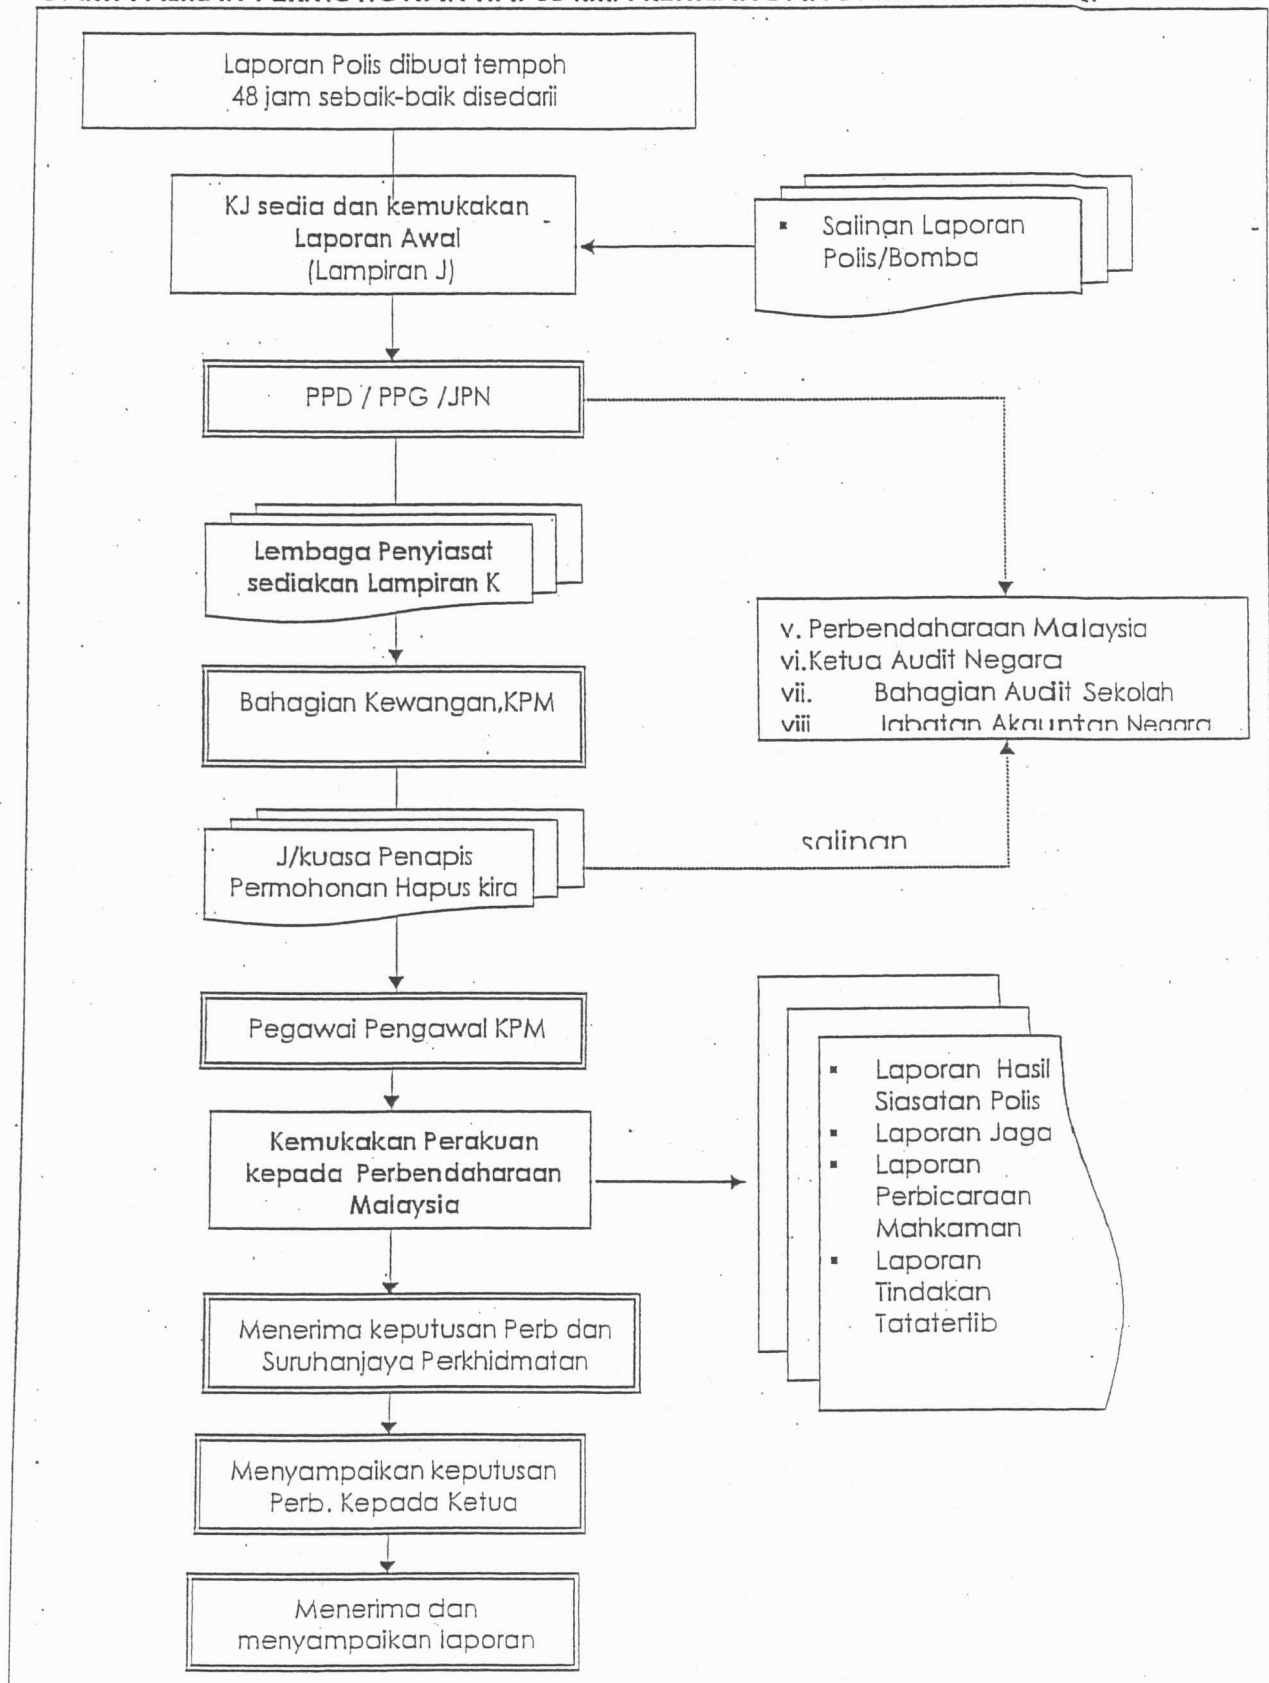 Laporan Polis dibuat tempoh
48 jam sebaik-baik disedarii
KJ sedia dan kemukakan
Laporan Awal
(Lampiran J)
▪ Salinan Laporan
Polis/Bomba
PPD / PPG /JPN
Lembaga Penyiasat
sediakan Lampiran K
v. Perbendaharaan Malaysia
vi.Ketua Audit Negara
vii. Bahagian Audit Sekolah
viii Jabatan Akauntan Negara
Bahagian Kewangan,KPM
salinan
J/kuasa Penapis
Permohonan Hapus kira
Pegawai Pengawal KPM
Kemukakan Perakuan
kepada Perbendaharaan
Malaysia
▪ Laporan Hasil
Siasatan Polis
▪ Laporan Jaga
▪ Laporan
Perbicaraan
Mahkaman
▪ Laporan
Tindakan
Tatatertib
Menerima keputusan Perb dan
Suruhanjaya Perkhidmatan
Menyampaikan keputusan
Perb. Kepada Ketua
Menerima dan
menyampaikan laporan